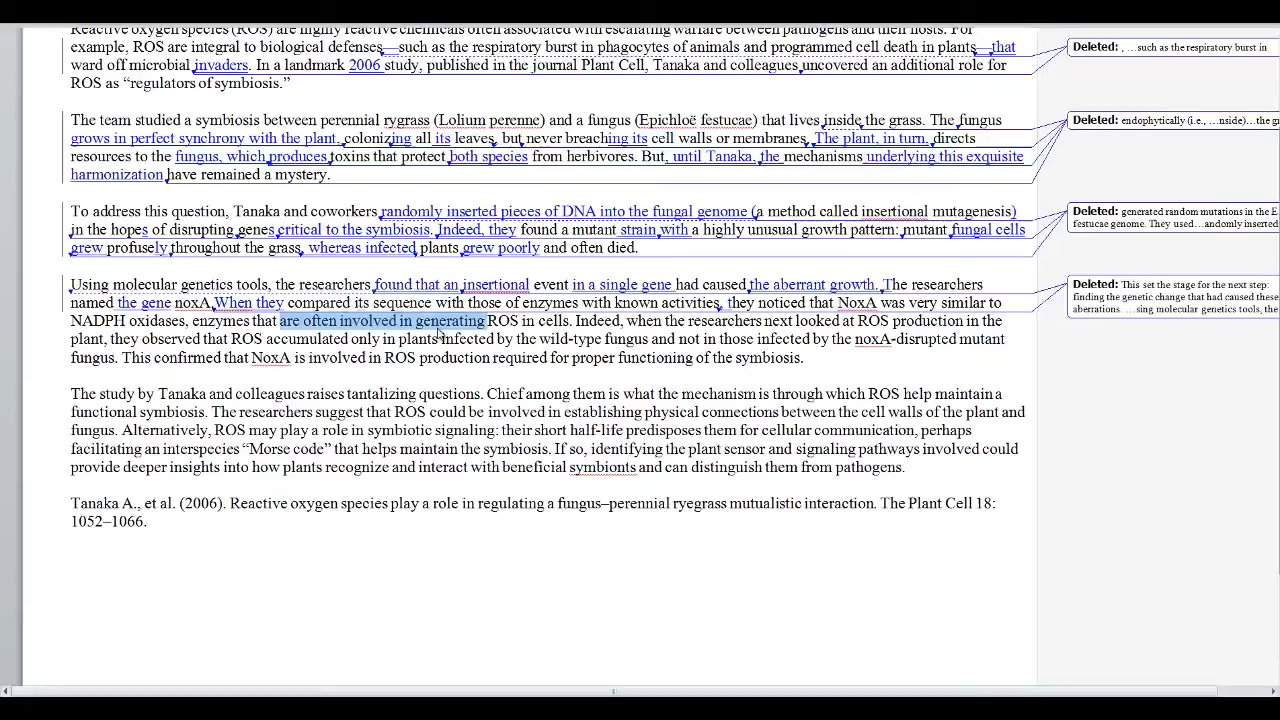 Reactive oxygen species (ROS) are highly reactive chemicals often associated with escalating warfare between pathogens and their hosts. For
example, ROS are integral to biological defenses—such as the respiratory burst in phagocytes of animals and programmed cell death in plants—that
ward off microbial invaders. In a landmark 2006 study, published in the journal Plant Cell, Tanaka and colleagues uncovered an additional role for
ROS as “regulators of symbiosis.”
The team studied a symbiosis between perennial rygrass (Lolium perenne) and a fungus (Epichloë festucae) that lives inside the grass. The fungus
grows in perfect synchrony with the plant, colonizing all its leaves, but never breaching its cell walls or membranes. The plant, in turn, directs
resources to the fungus, which produces toxins that protect both species from herbivores. But, until Tanaka, the mechanisms underlying this exquisite
harmonization have remained a mystery.
To address this question, Tanaka and coworkers randomly inserted pieces of DNA into the fungal genome (a method called insertional mutagenesis)
in the hopes of disrupting genes critical to the symbiosis. Indeed, they found a mutant strain with a highly unusual growth pattern: mutant fungal cells
grew profusely throughout the grass, whereas infected plants grew poorly and often died.
Using molecular genetics tools, the researchers found that an insertional event in a single gene had caused the aberrant growth. The researchers
named the gene noxA. When they compared its sequence with those of enzymes with known activities, they noticed that NoxA was very similar to
NADPH oxidases, enzymes that are often involved in generating ROS in cells. Indeed, when the researchers next looked at ROS production in the
plant, they observed that ROS accumulated only in plants infected by the wild-type fungus and not in those infected by the noxA-disrupted mutant
fungus. This confirmed that NoxA is involved in ROS production required for proper functioning of the symbiosis.
The study by Tanaka and colleagues raises tantalizing questions. Chief among them is what the mechanism is through which ROS help maintain a
functional symbiosis. The researchers suggest that ROS could be involved in establishing physical connections between the cell walls of the plant and
fungus. Alternatively, ROS may play a role in symbiotic signaling: their short half-life predisposes them for cellular communication, perhaps
facilitating an interspecies “Morse code” that helps maintain the symbiosis. If so, identifying the plant sensor and signaling pathways involved could
provide deeper insights into how plants recognize and interact with beneficial symbionts and can distinguish them from pathogens.
Tanaka A., et al. (2006). Reactive oxygen species play a role in regulating a fungus–perennial ryegrass mutualistic interaction. The Plant Cell 18:
1052–1066.
Deleted: , …such as the respiratory burst in
Deleted: endophytically (i.e., …nside)…the g
Deleted: generated random mutations in the E
festucae genome. They used…andomly inserted
Deleted: This set the stage for the next step:
finding the genetic change that had caused these
aberrations. …sing molecular genetics tools, the